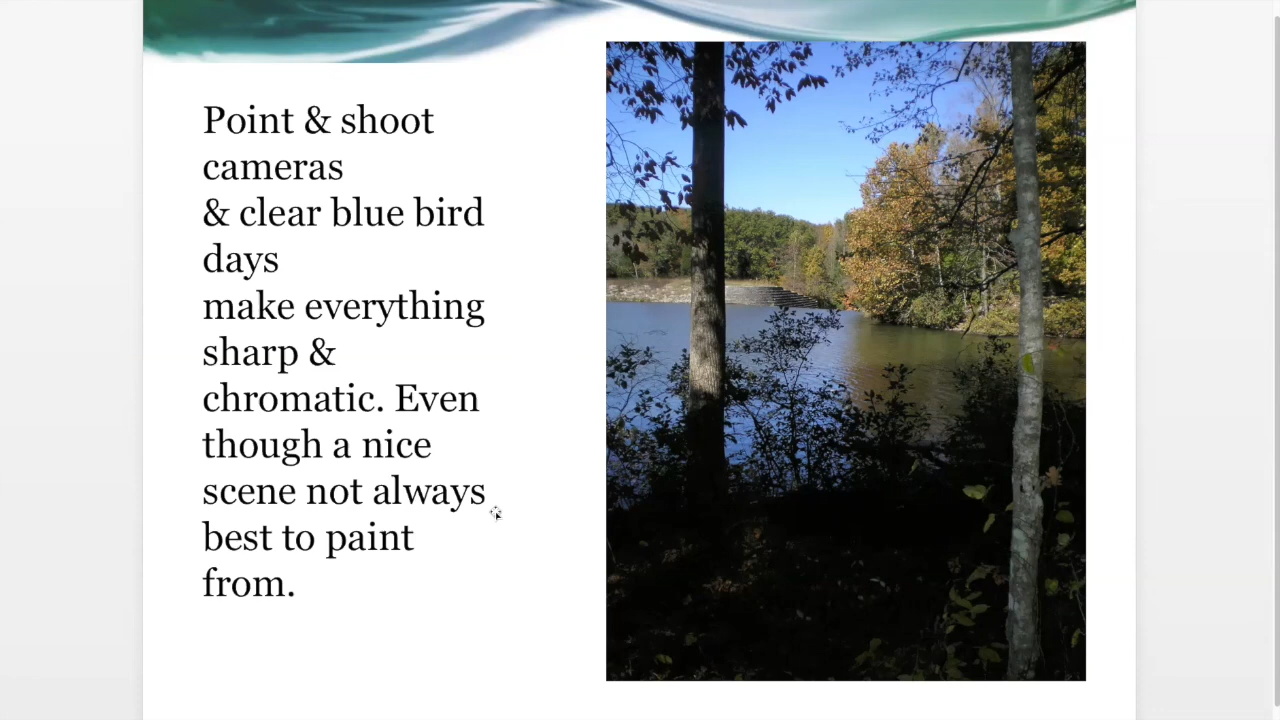 Point & shoot
cameras
& clear blue bird
days
make everything
sharp &
chromatic. Even
though a nice
scene not always
best to paint
from.